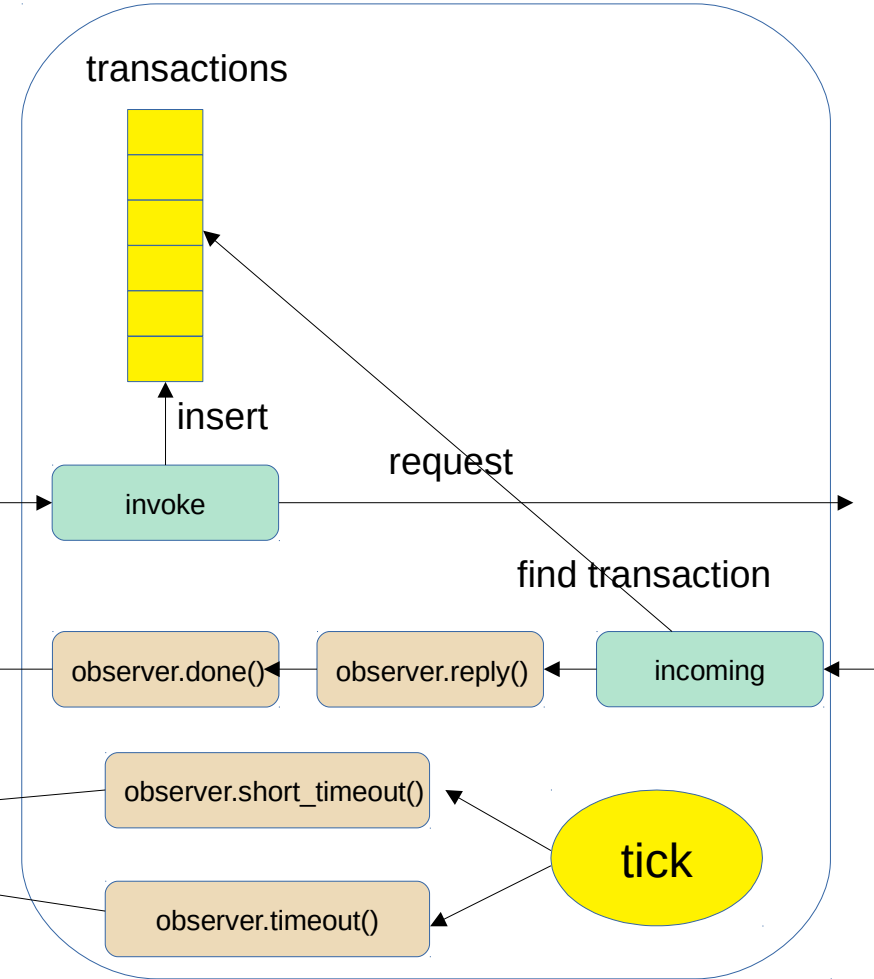 transactions
insert
request
invoke
find transaction
observer.done()
observer.reply()
incoming
observer.short_timeout()
tick
observer.timeout()